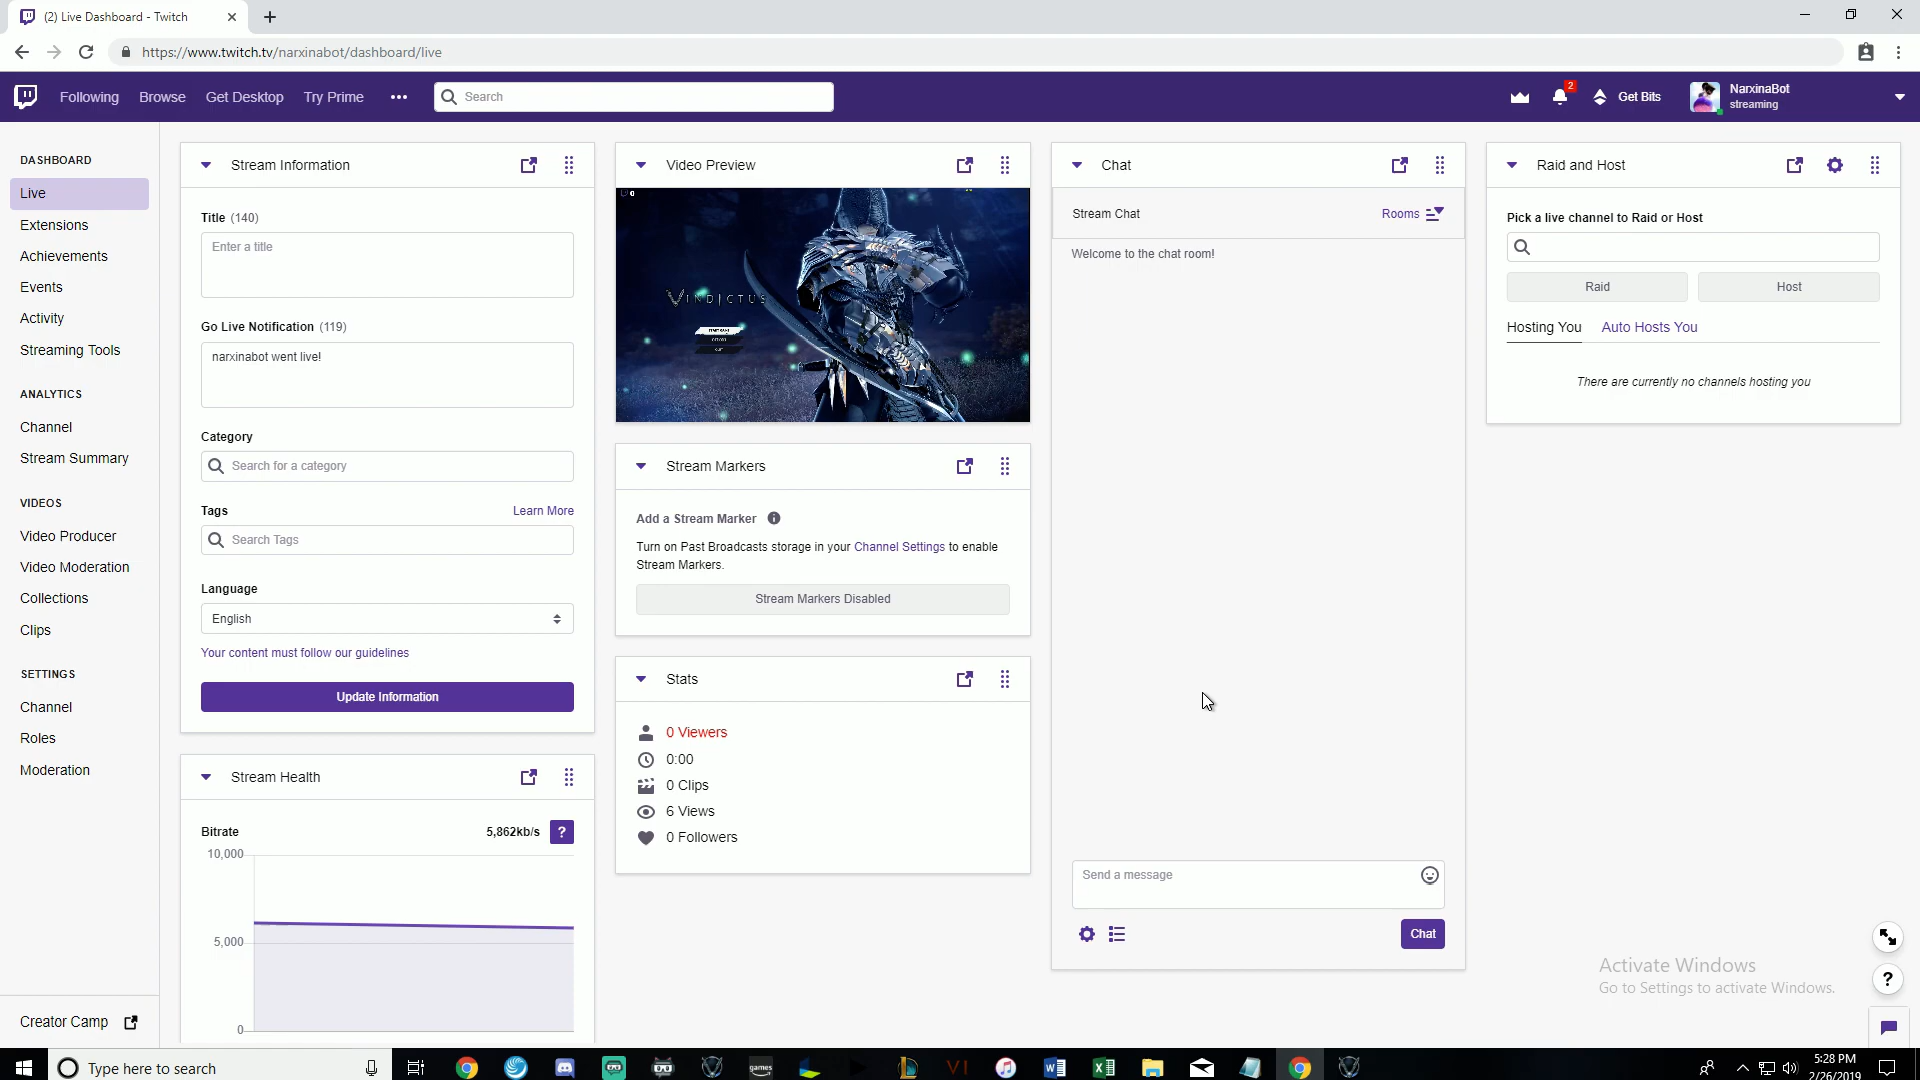 (2) Live Dashboard - Twitch
https://www.twitch.tv/narxinabot/dashboard/live
Following Browse Get Desktop Try Prime Search 2 Get Bits NarxinaBot
streaming
DASHBOARD
Live
Extensions
Achievements
Events
Activity
Streaming Tools
ANALYTICS
Channel
Stream Summary
VIDEOS
Video Producer
Video Moderation
Collections
Clips
SETTINGS
Channel
Roles
Moderation
Creator Camp
Stream Information
Title (140)
Enter a title
Go Live Notification (119)
narxinabot went live!
Category
Search for a category
Tags Learn More
Search Tags
Language
English
Your content must follow our guidelines
Update Information
Stream Health
Bitrate 5,862kb/s ?
10,000
5,000
0
Video Preview
VINDICTUS
Stream Markers
Add a Stream Marker
Turn on Past Broadcasts storage in your Channel Settings to enable
Stream Markers.
Stream Markers Disabled
Stats
0 Viewers
0:00
0 Clips
6 Views
0 Followers
Chat
Stream Chat Rooms
Welcome to the chat room!
Send a message
Chat
Raid and Host
Pick a live channel to Raid or Host
Raid Host
Hosting You Auto Hosts You
There are currently no channels hosting you
Activate Windows
Go to Settings to activate Windows.
?
Type here to search
games
VI
5:28 PM
2/26/2019